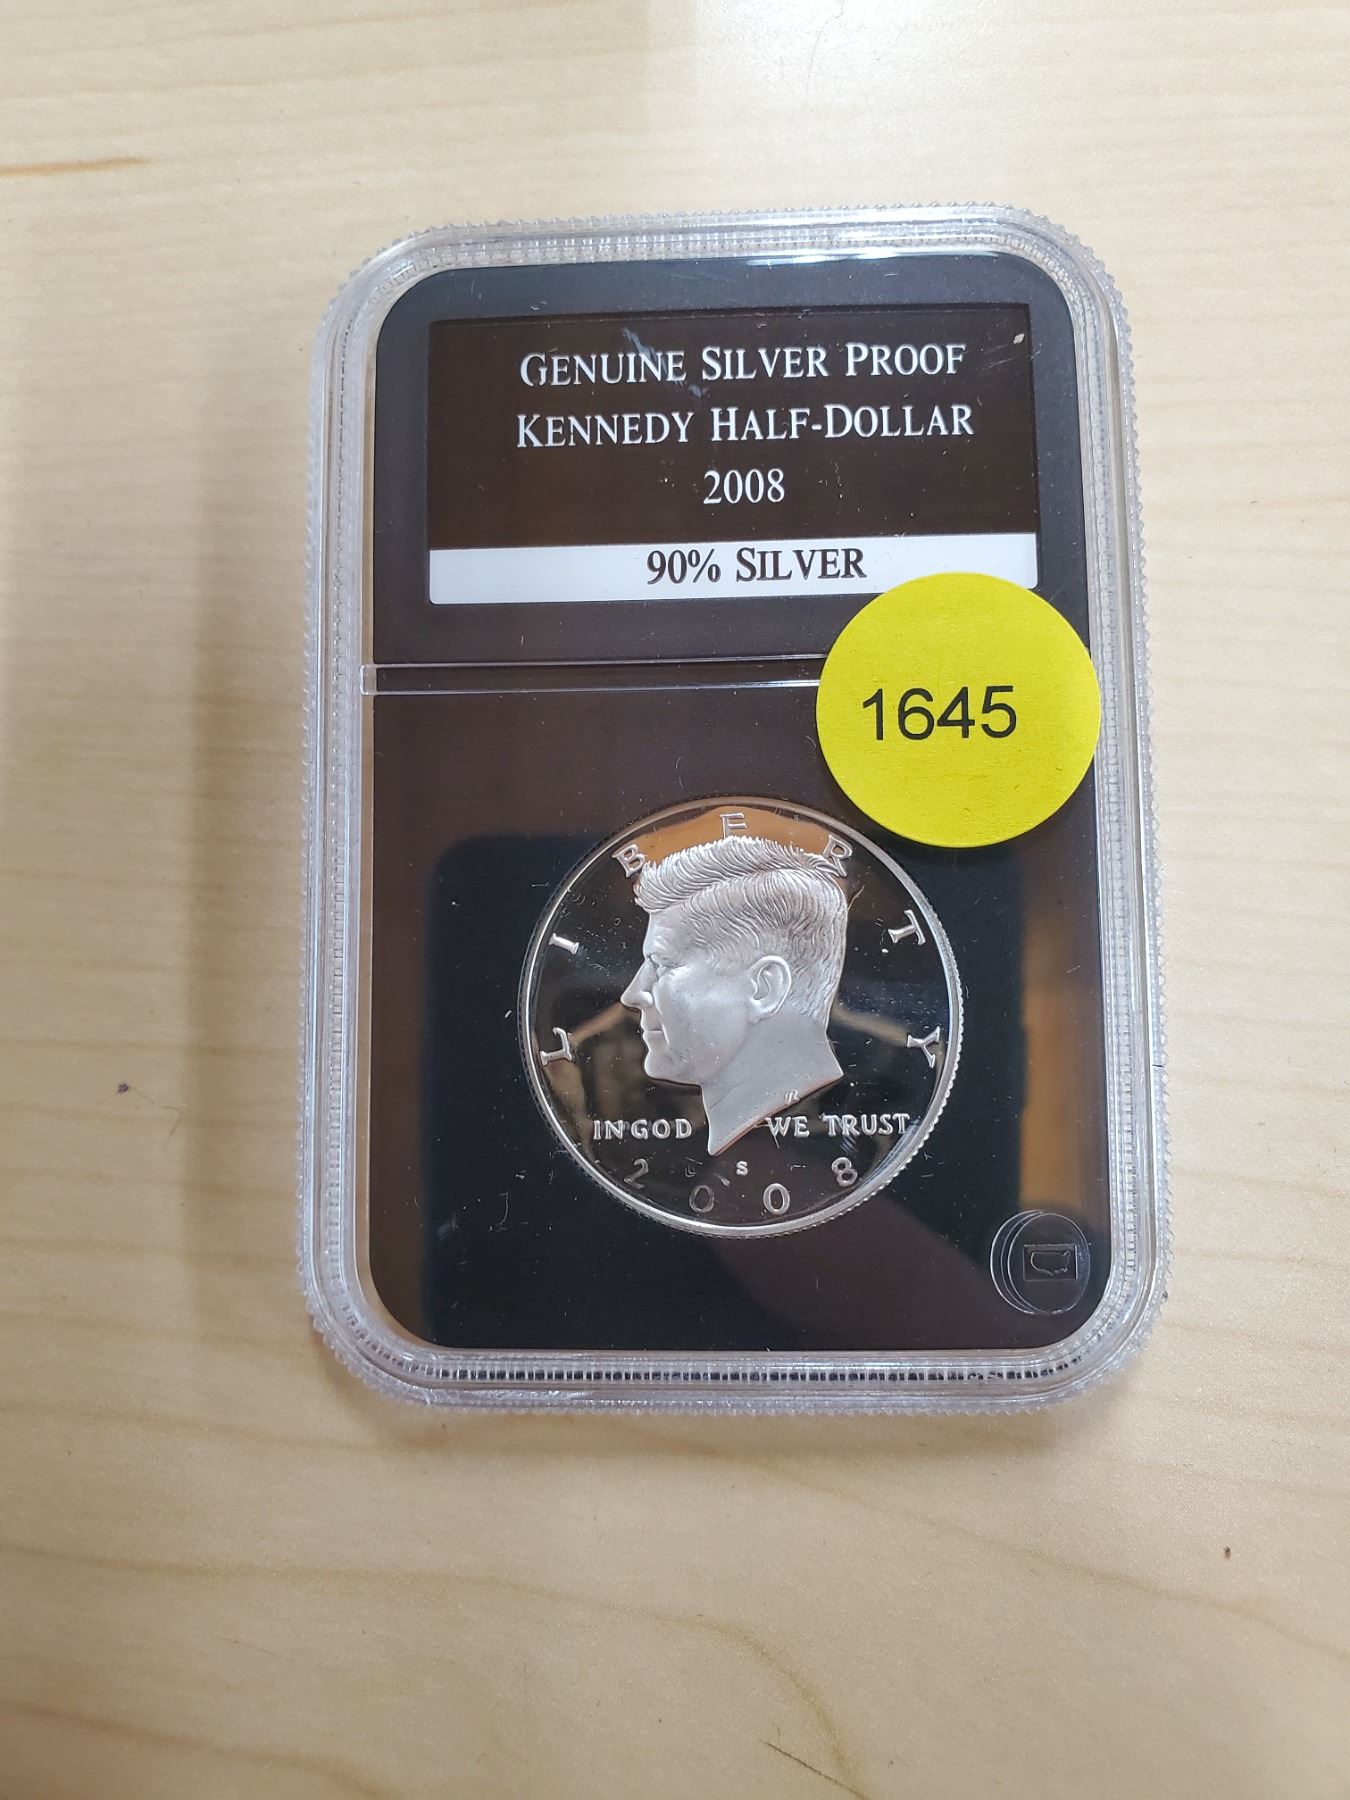 GENUINE SILVER PROOF
KENNEDY HALF-DOLLAR
2008
90% SILVER
1645
LIBERTY
IN GOD WE TRUST
S
2008